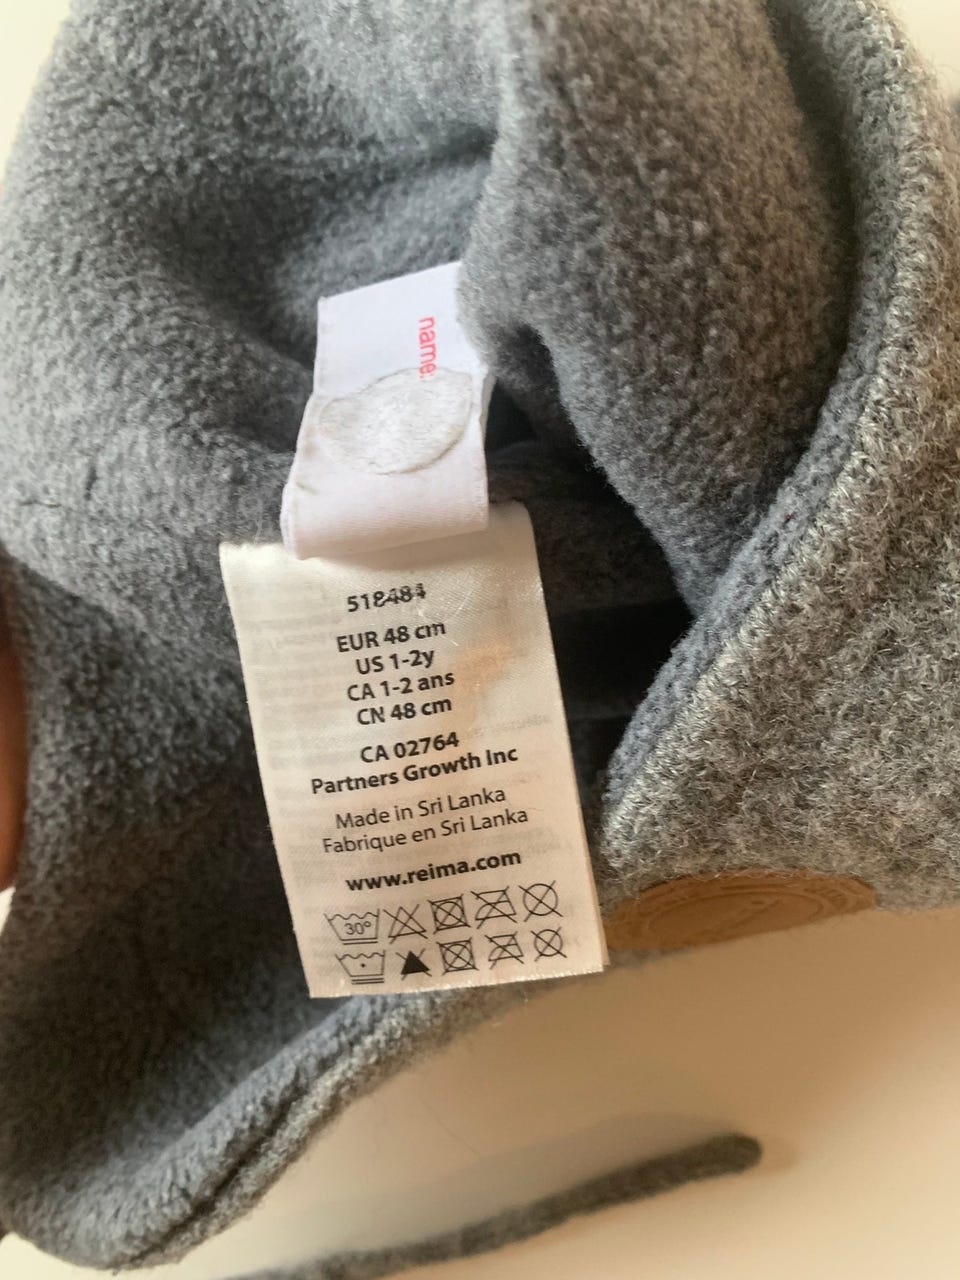 name:
518484
EUR 48 cm
US 1-2y
CA 1-2 ans
CN 48 cm
CA 02764
Partners Growth Inc
Made in Sri Lanka
Fabrique en Sri Lanka
www.reima.com
30°